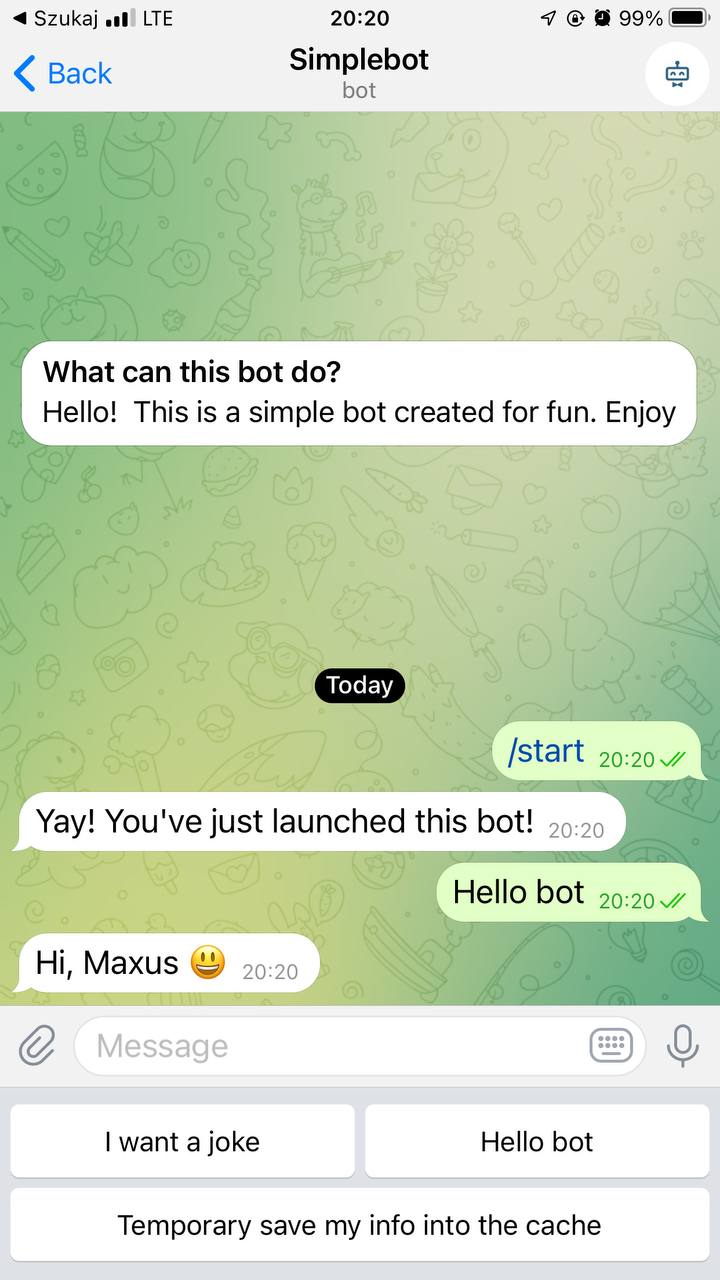 Szukaj LTE 20:20 99%
Back Simplebot
bot
What can this bot do?
Hello!  This is a simple bot created for fun. Enjoy
Today
/start 20:20
Yay! You've just launched this bot! 20:20
Hello bot 20:20
Hi, Maxus 😃 20:20
Message
I want a joke Hello bot
Temporary save my info into the cache